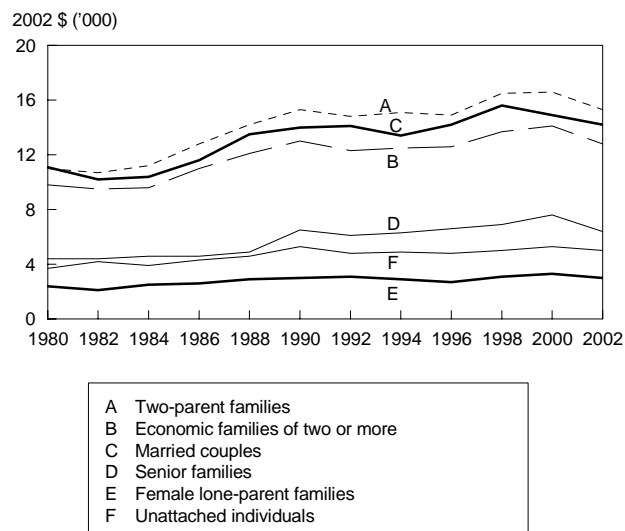 2002 $ ('000)
20
16
12
8
4
0
A
C
B
D
F
E
1980 1982 1984 1986 1988 1990 1992 1994 1996 1998 2000 2002
A Two-parent families
B Economic families of two or more
C Married couples
D Senior families
E Female lone-parent families
F Unattached individuals